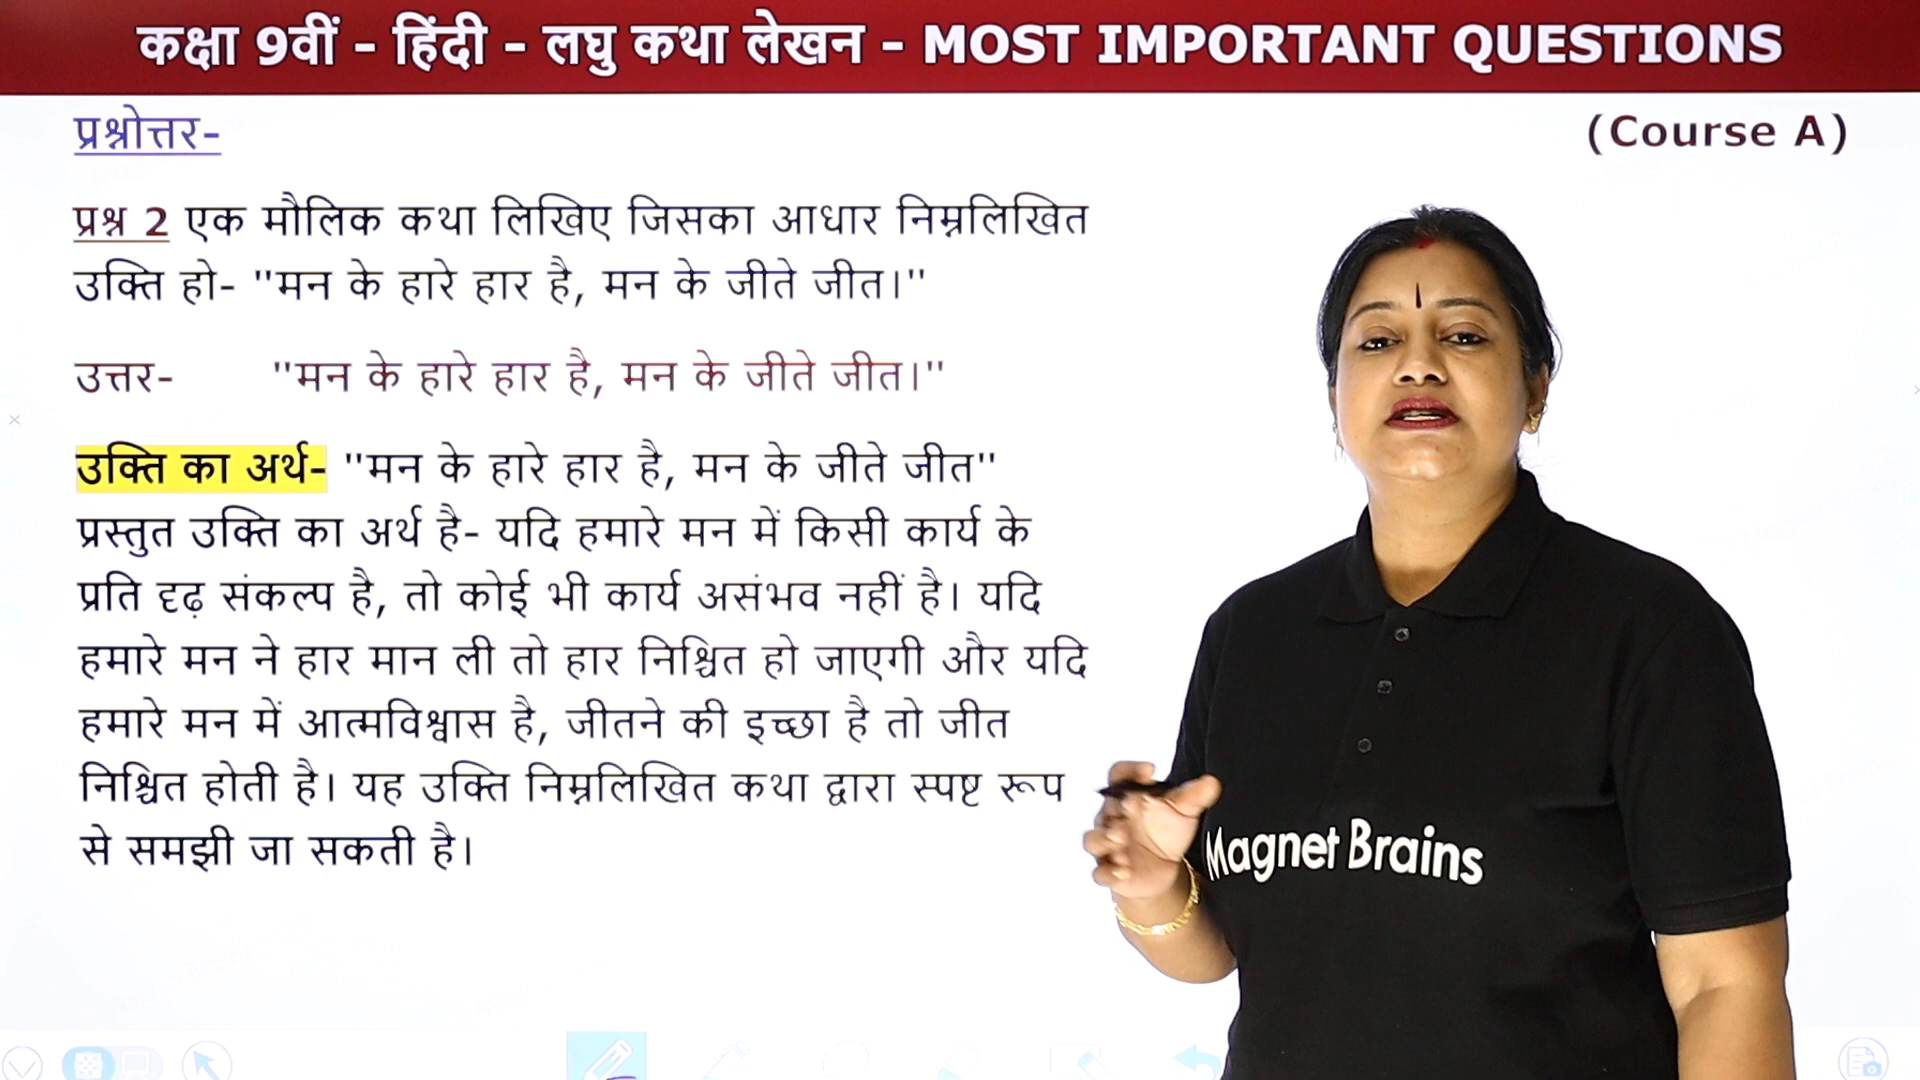 कक्षा 9वीं – हिंदी – लघु कथा लेखन – MOST IMPORTANT QUESTIONS
प्रश्नोत्तर-
(Course A)
प्रश्न 2 एक मौलिक कथा लिखिए जिसका आधार निम्नलिखित
उक्ति हो- "मन के हारे हार है, मन के जीते जीत।"
उत्तर- "मन के हारे हार है, मन के जीते जीत।"
उक्ति का अर्थ- "मन के हारे हार है, मन के जीते जीत"
प्रस्तुत उक्ति का अर्थ है- यदि हमारे मन में किसी कार्य के
प्रति दृढ़ संकल्प है, तो कोई भी कार्य असंभव नहीं है। यदि
हमारे मन ने हार मान ली तो हार निश्चित हो जाएगी और यदि
हमारे मन में आत्मविश्वास है, जीतने की इच्छा है तो जीत
निश्चित होती है। यह उक्ति निम्नलिखित कथा द्वारा स्पष्ट रूप
से समझी जा सकती है।
Magnet Brains